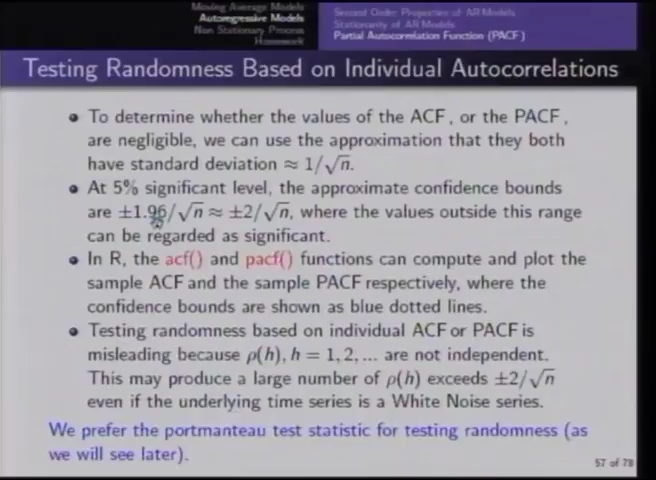 Moving Average Models
Autoregressive Models
Non Stationary Process
Homework
Second Order Properties of AR Models
Stationarity of AR Models
Partial Autocorrelation Function (PACF)
Testing Randomness Based on Individual Autocorrelations
• To determine whether the values of the ACF, or the PACF,
are negligible, we can use the approximation that they both
have standard deviation ≈ 1/√n.
• At 5% significant level, the approximate confidence bounds
are ±1.96/√n ≈ ±2/√n, where the values outside this range
can be regarded as significant.
• In R, the acf() and pacf() functions can compute and plot the
sample ACF and the sample PACF respectively, where the
confidence bounds are shown as blue dotted lines.
• Testing randomness based on individual ACF or PACF is
misleading because ρ(h), h = 1, 2, ... are not independent.
This may produce a large number of ρ(h) exceeds ±2/√n
even if the underlying time series is a White Noise series.
We prefer the portmanteau test statistic for testing randomness (as
we will see later).
57 of 78